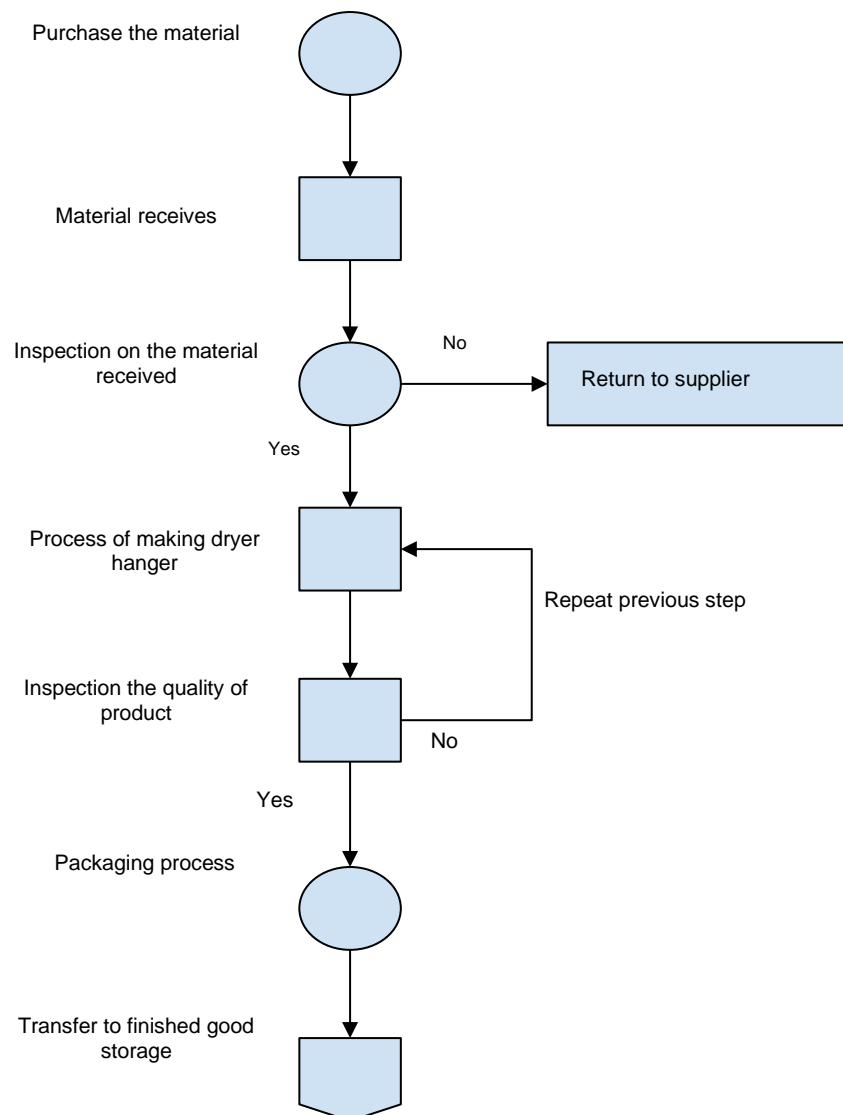 Purchase the material
Material receives
Inspection on the material
received
No
Return to supplier
Yes
Process of making dryer
hanger
Repeat previous step
Inspection the quality of
product
No
Yes
Packaging process
Transfer to finished good
storage